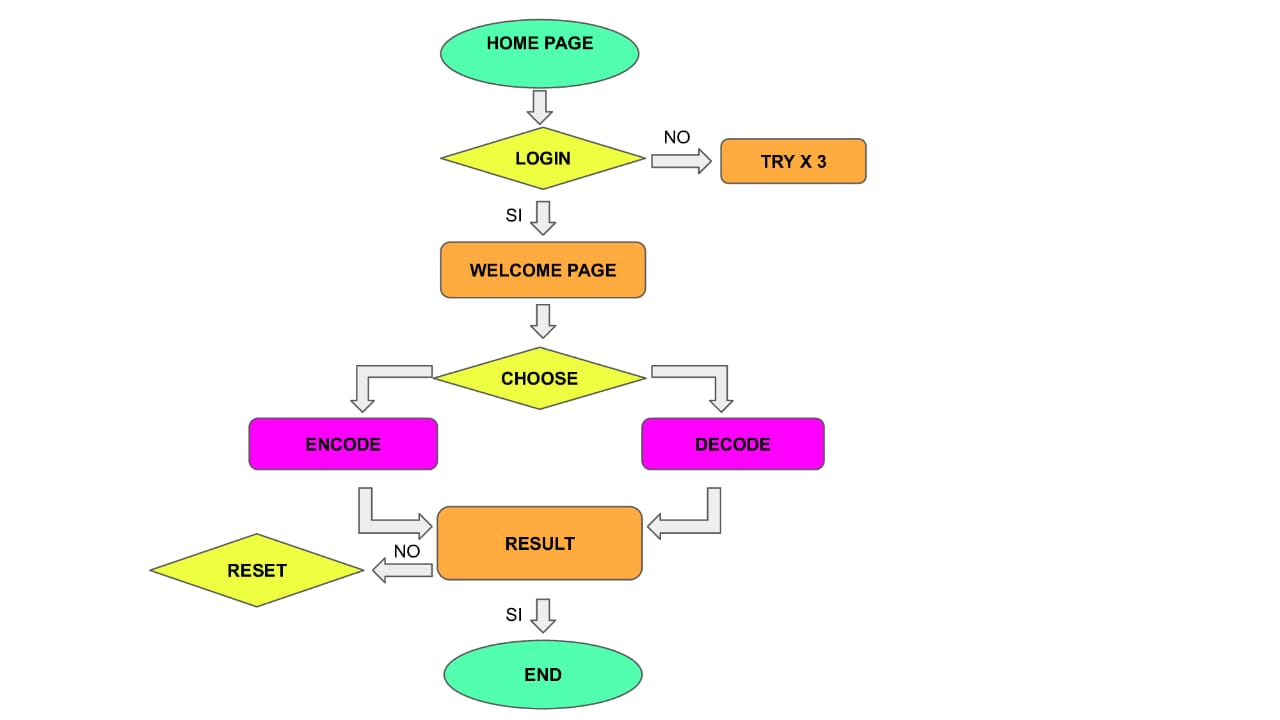 HOME PAGE
NO
LOGIN
TRY X 3
SI
WELCOME PAGE
CHOOSE
ENCODE
DECODE
RESULT
NO
RESET
SI
END